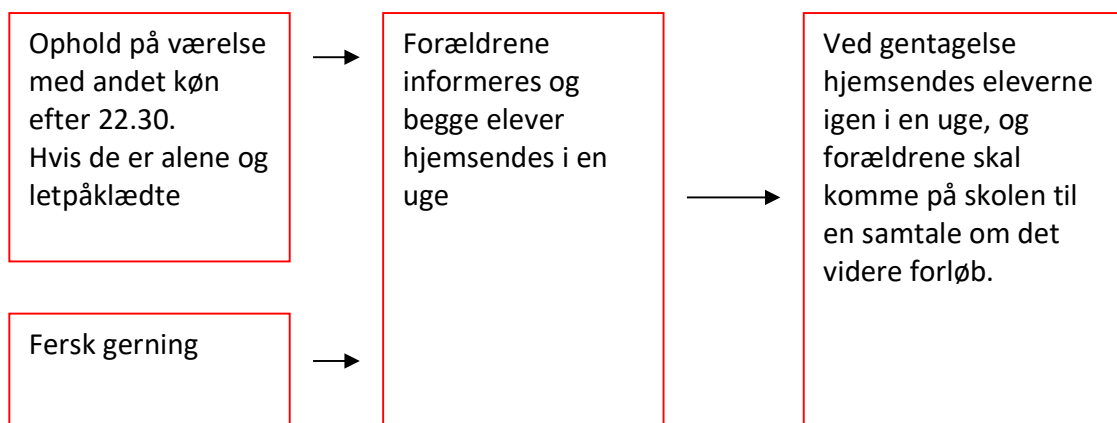 Ophold på værelse
med andet køn
efter 22.30.
Hvis de er alene og
letpåklædte
Fersk gerning
Forældrene
informeres og
begge elever
hjemsendes i en
uge
Ved gentagelse
hjemsendes eleverne
igen i en uge, og
forældrene skal
komme på skolen til
en samtale om det
videre forløb.